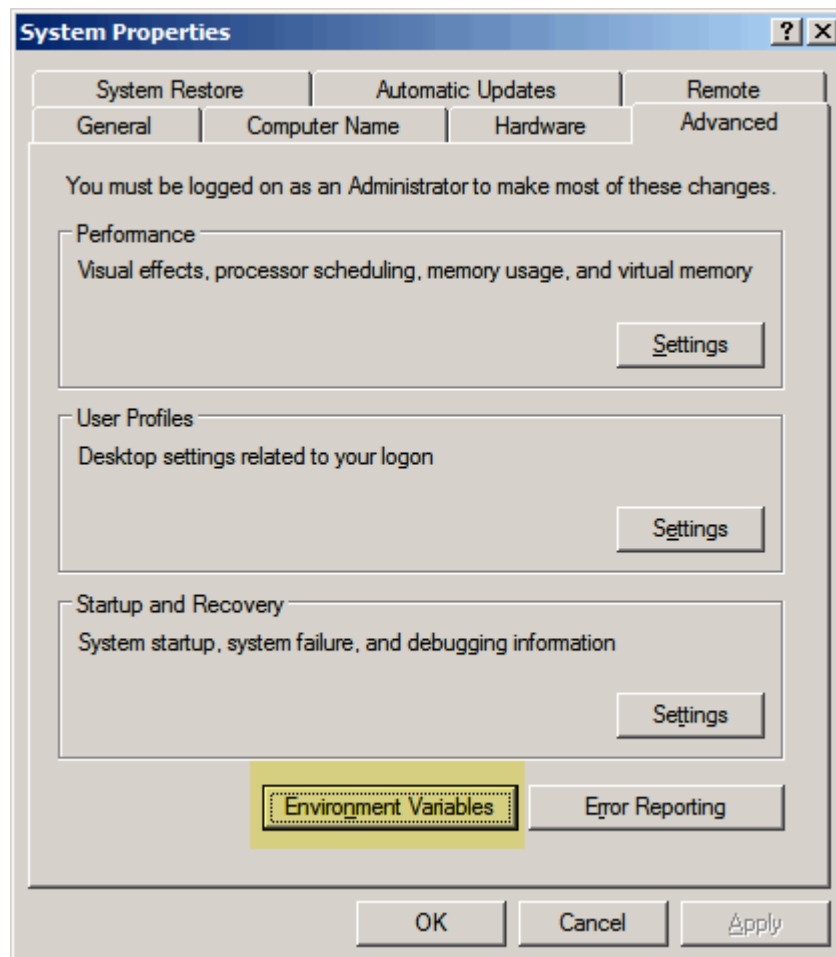 System Properties
System Restore Automatic Updates Remote
General Computer Name Hardware Advanced
You must be logged on as an Administrator to make most of these changes.
Performance
Visual effects, processor scheduling, memory usage, and virtual memory
Settings
User Profiles
Desktop settings related to your logon
Settings
Startup and Recovery
System startup, system failure, and debugging information
Settings
Environment Variables Error Reporting
OK Cancel Apply